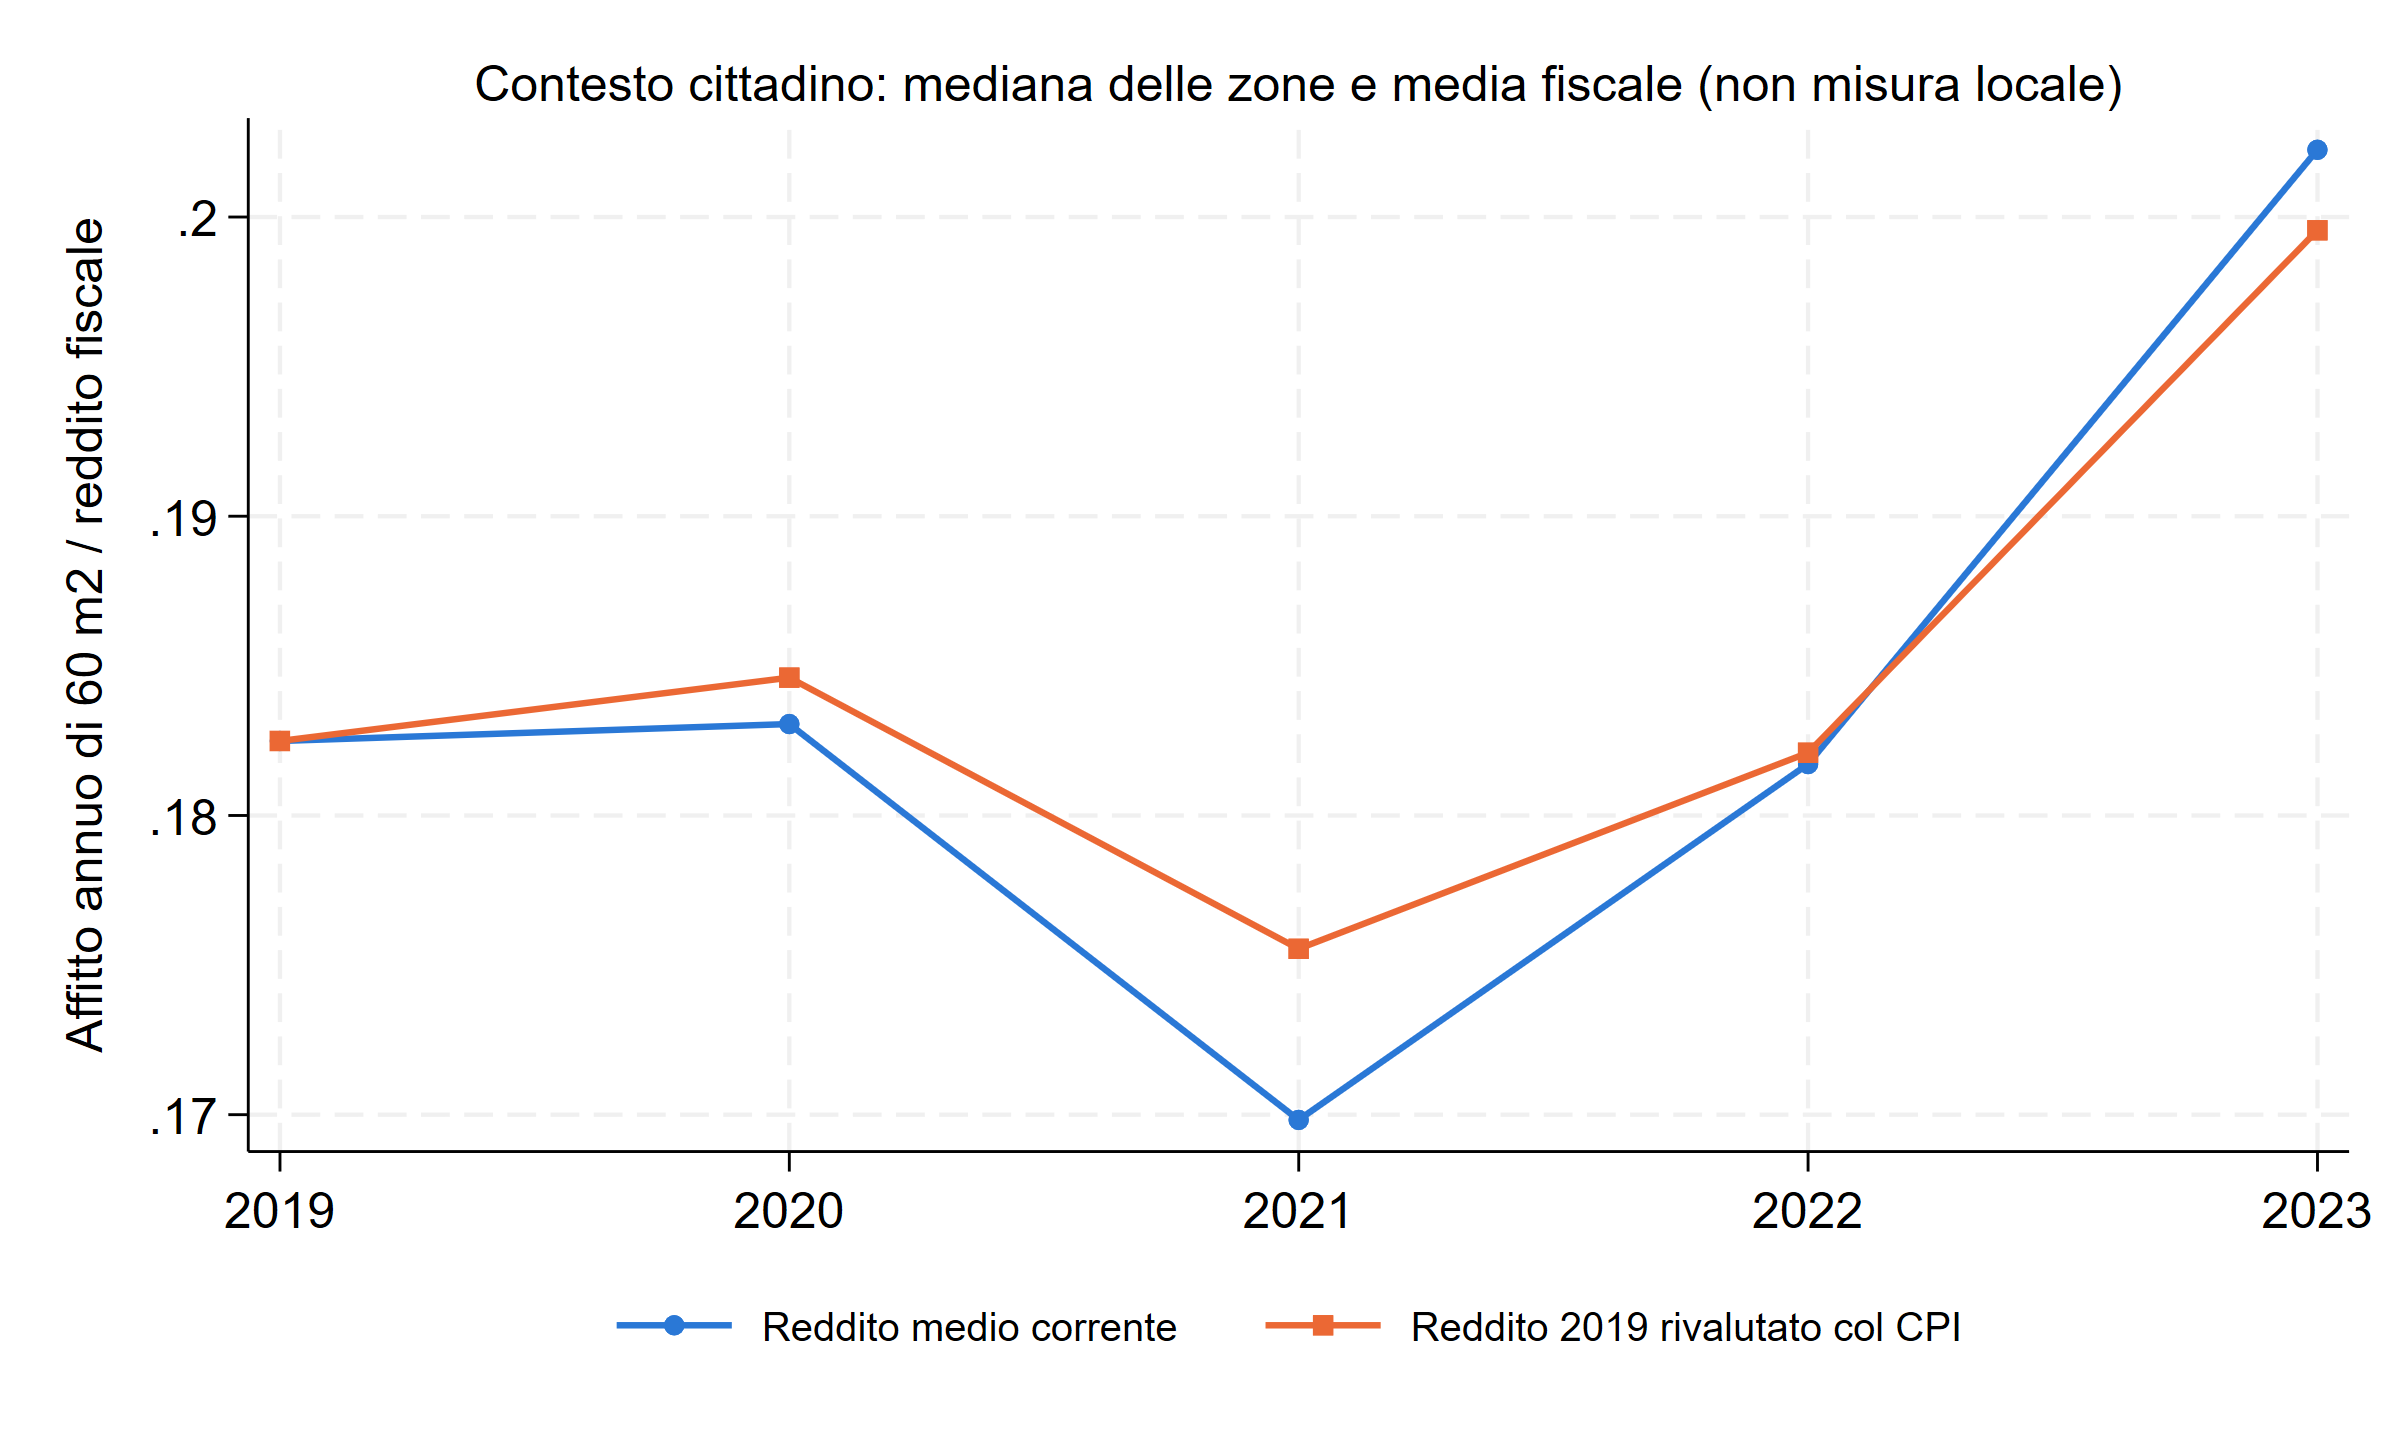 Contesto cittadino: mediana delle zone e media fiscale (non misura locale)
Affitto annuo di 60 m2 / reddito fiscale
.2
.19
.18
.17
2019
2020
2021
2022
2023
Reddito medio corrente
Reddito 2019 rivalutato col CPI